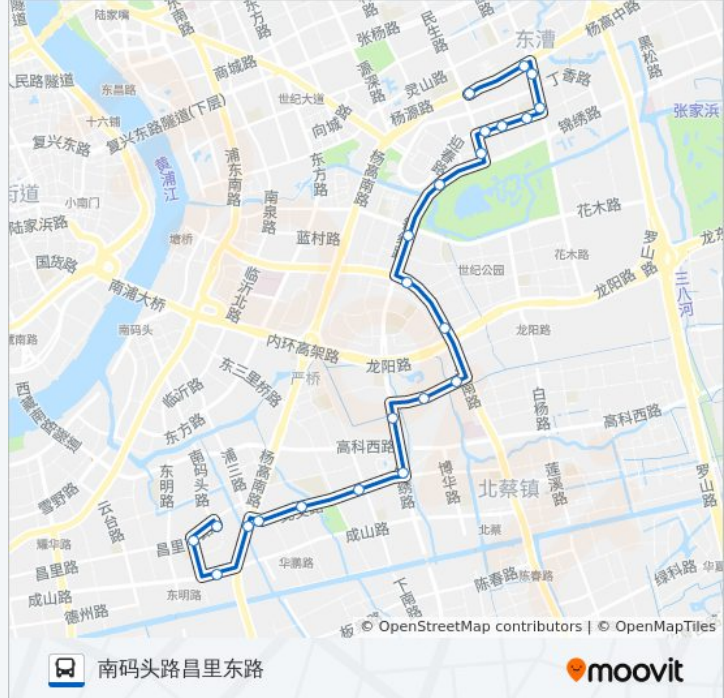 陆家嘴
东方路
民生路
杨高中路
张杨路
东漕
黑松路
源深路
商城路
人民路隧道
灵山路
丁香路
东昌路
世纪大道
杨源路
张家浜
十六铺
复兴东路隧道(下层)
向城路
锦绣路
复兴东路
迎春路
黄浦江
浦东南路
东方路
杨高南路
街道
小南门
南泉路
花木路
陆家浜路
塘桥
蓝村路
罗山路
国货路
临沂北路
世纪公园
花木路
三八河
南浦大桥
龙阳路
南码头
内环高架路
龙阳路
龙阳路
严桥
东三里桥路
西藏南路隧道
临沂路
白杨路
东方路
高科西路
高科西路
东明路
南码头路
浦三路
杨高南路
博华路
莲溪路
罗山路
北蔡镇
雪野路
云台路
耀华路
昌里
成山路
北蔡
昌里路
华鹏路
成山路
东明路
下南路
陈春路
陈春路
绿科路
德州路
© OpenStreetMap contributors | © OpenMapTiles
南码头路昌里东路
moovit